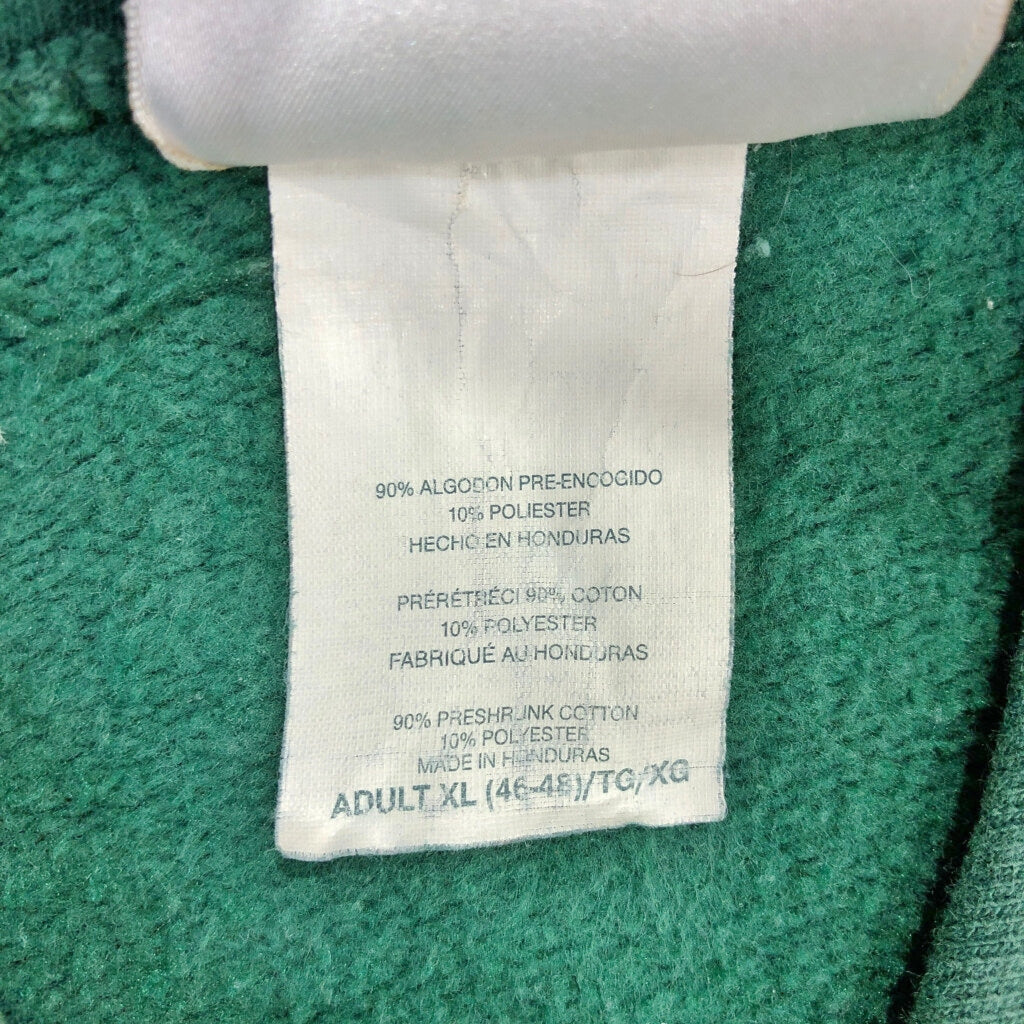 90% ALGODON PRE-ENCOGIDO
10% POLIESTER
HECHO EN HONDURAS
PRÉRÉTRÉCI 90% COTON
10% POLYESTER
FABRIQUÉ AU HONDURAS
90% PRESHRUNK COTTON
10% POLYESTER
MADE IN HONDURAS
ADULT XL (46-48)/TG/XG